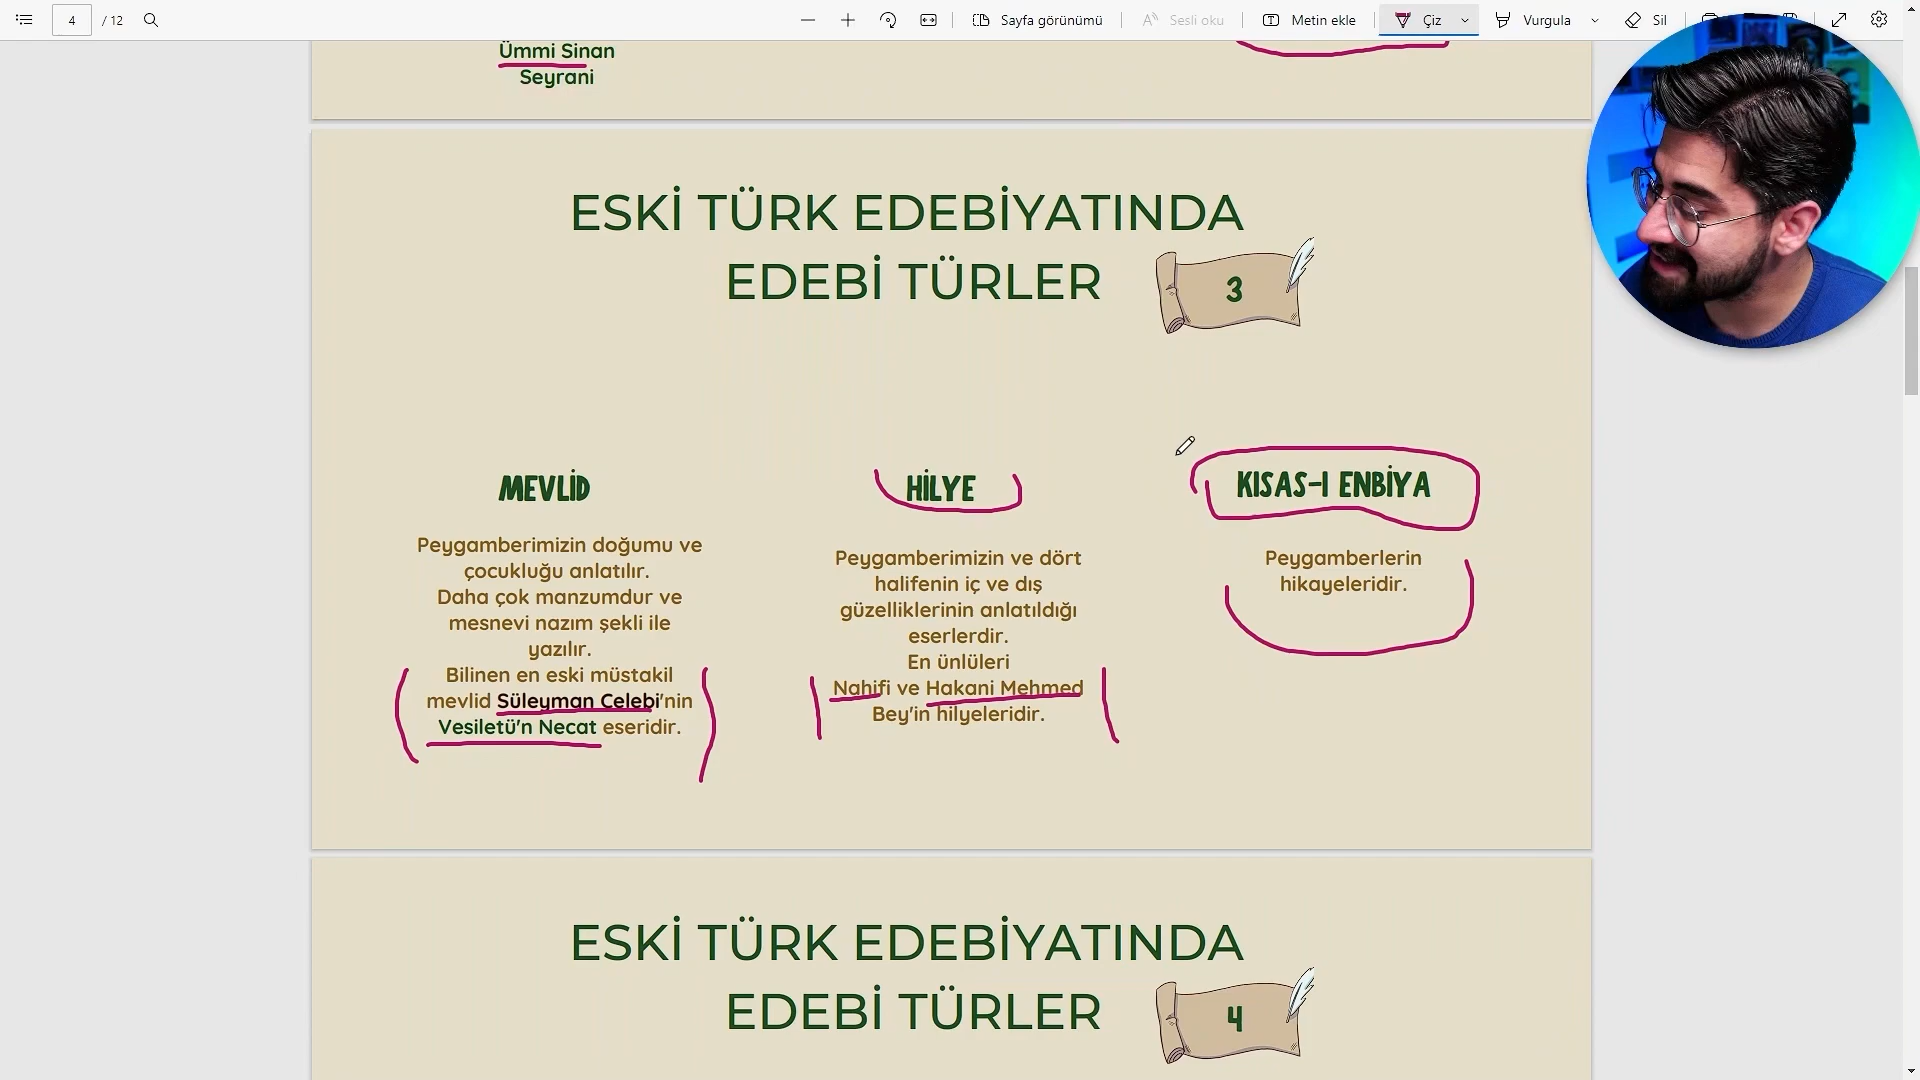 4 / 12
Sayfa görünümü
Sesli oku
Metin ekle
Çiz
Vurgula
Sil
Ümmi Sinan
Seyrani
ESKİ TÜRK EDEBİYATINDA
EDEBİ TÜRLER
3
MEVLİD
Peygamberimizin doğumu ve
çocukluğu anlatılır.
Daha çok manzumdur ve
mesnevi nazım şekli ile
yazılır.
Bilinen en eski müstakil
mevlid Süleyman Celebi'nin
Vesiletü'n Necat eseridir.
HİLYE
Peygamberimizin ve dört
halifenin iç ve dış
güzelliklerinin anlatıldığı
eserlerdir.
En ünlüleri
Nahifi ve Hakani Mehmed
Bey'in hilyeleridir.
KISAS-I ENBİYA
Peygamberlerin
hikayeleridir.
ESKİ TÜRK EDEBİYATINDA
EDEBİ TÜRLER
4